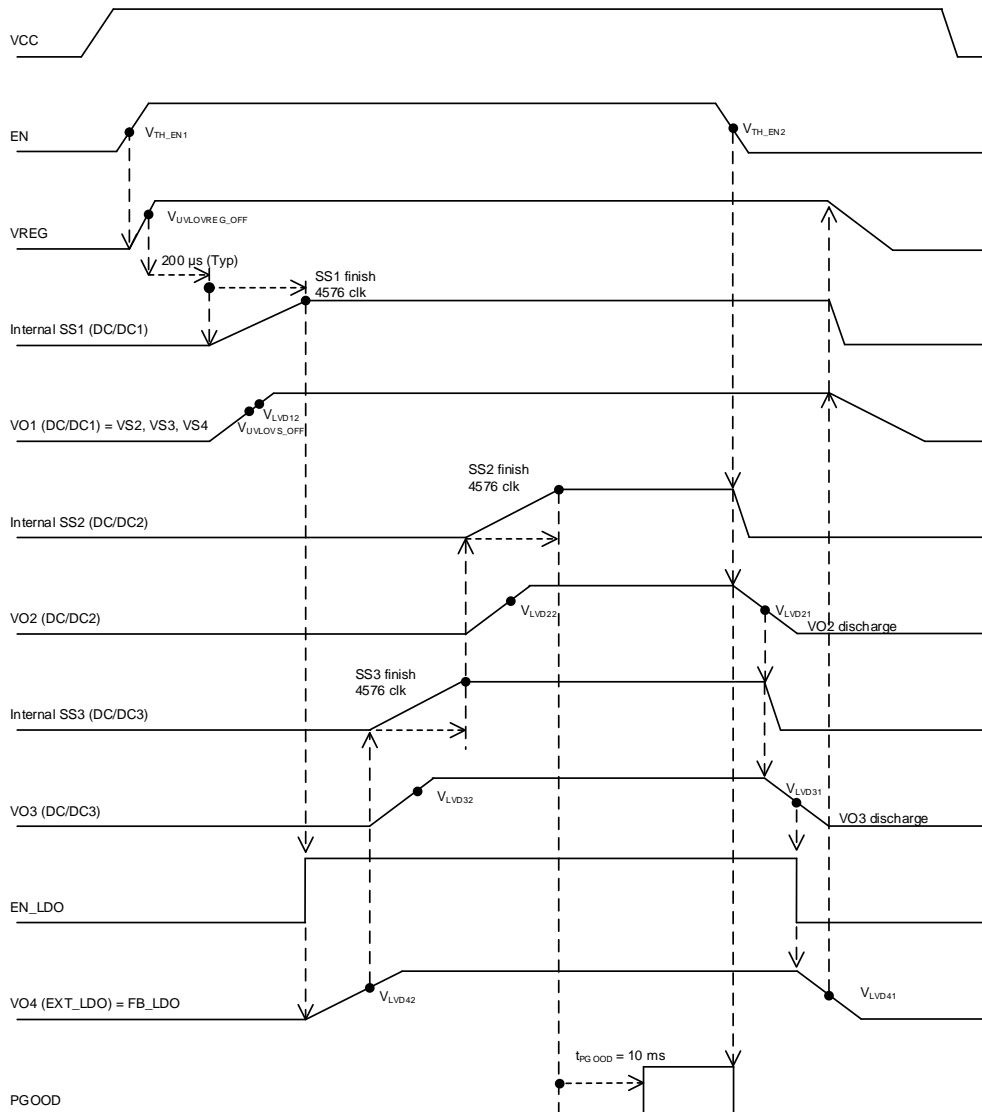 VCC
EN
VTH_EN1
VTH_EN2
VREG
VUVLOVREG_OFF
200 µs (Typ)
SS1 finish
4576 clk
Internal SS1 (DC/DC1)
VO1 (DC/DC1) = VS2, VS3, VS4
VLVD12
VUVLOVS_OFF
SS2 finish
4576 clk
Internal SS2 (DC/DC2)
VO2 (DC/DC2)
VLVD22
VLVD21
VO2 discharge
SS3 finish
4576 clk
Internal SS3 (DC/DC3)
VO3 (DC/DC3)
VLVD32
VLVD31
VO3 discharge
EN_LDO
VO4 (EXT_LDO) = FB_LDO
VLVD42
VLVD41
tPGOOD = 10 ms
PGOOD